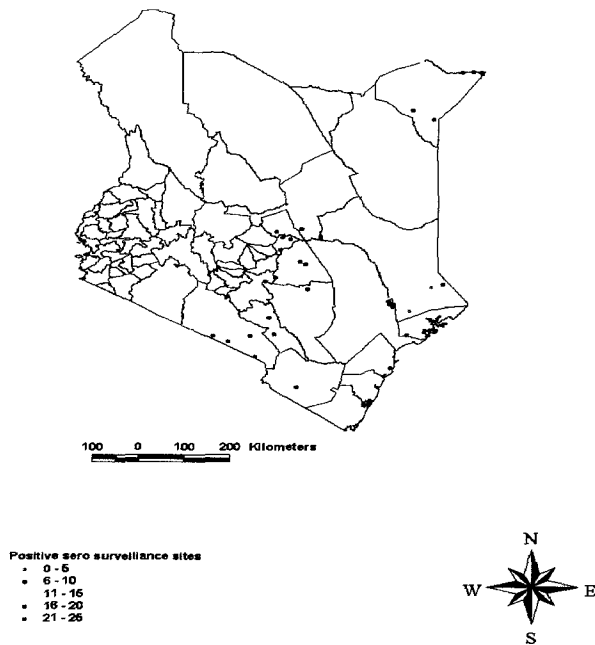 100 0 100 200 Kilometers
Positive sero surveillance sites
0 - 5
6 - 10
11 - 15
16 - 20
21 - 25
N
W E
S